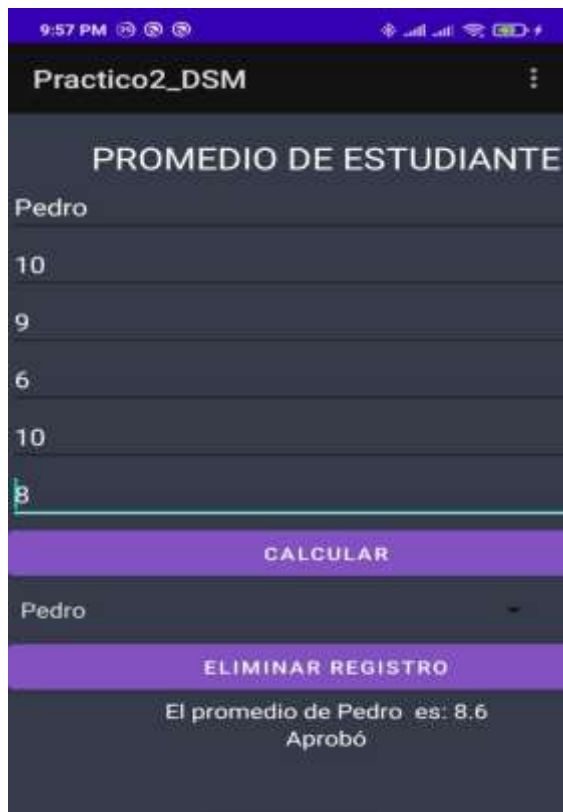 9:57 PM
Practico2_DSM
PROMEDIO DE ESTUDIANTE
Pedro
10
9
6
10
8
CALCULAR
Pedro
ELIMINAR REGISTRO
El promedio de Pedro es: 8.6
Aprobó